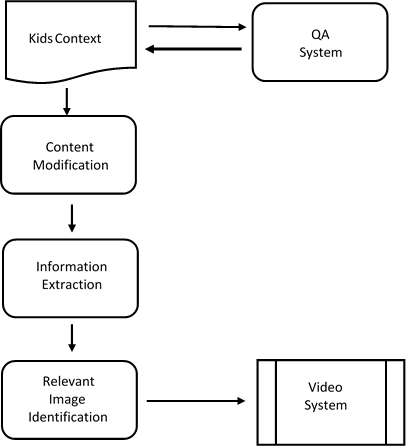 Kids Context
QA
System
Content
Modification
Information
Extraction
Relevant
Image
Identification
Video
System